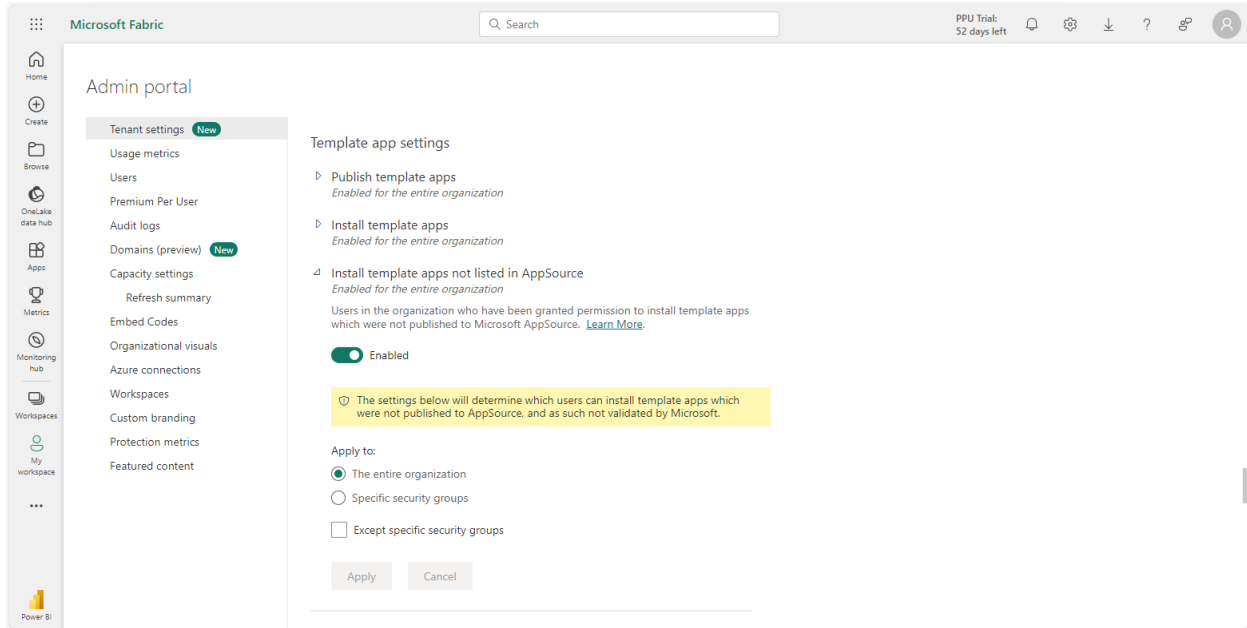 Microsoft Fabric
Search
PPU Trial:
52 days left
Home
Create
Browse
OneLake
data hub
Apps
Metrics
Monitoring
hub
Workspaces
My
workspace
Power BI
Admin portal
Tenant settings New
Usage metrics
Users
Premium Per User
Audit logs
Domains (preview) New
Capacity settings
Refresh summary
Embed Codes
Organizational visuals
Azure connections
Workspaces
Custom branding
Protection metrics
Featured content
Template app settings
Publish template apps
Enabled for the entire organization
Install template apps
Enabled for the entire organization
Install template apps not listed in AppSource
Enabled for the entire organization
Users in the organization who have been granted permission to install template apps
which were not published to Microsoft AppSource. Learn More.
Enabled
The settings below will determine which users can install template apps which
were not published to AppSource, and as such not validated by Microsoft.
Apply to:
The entire organization
Specific security groups
Except specific security groups
Apply Cancel